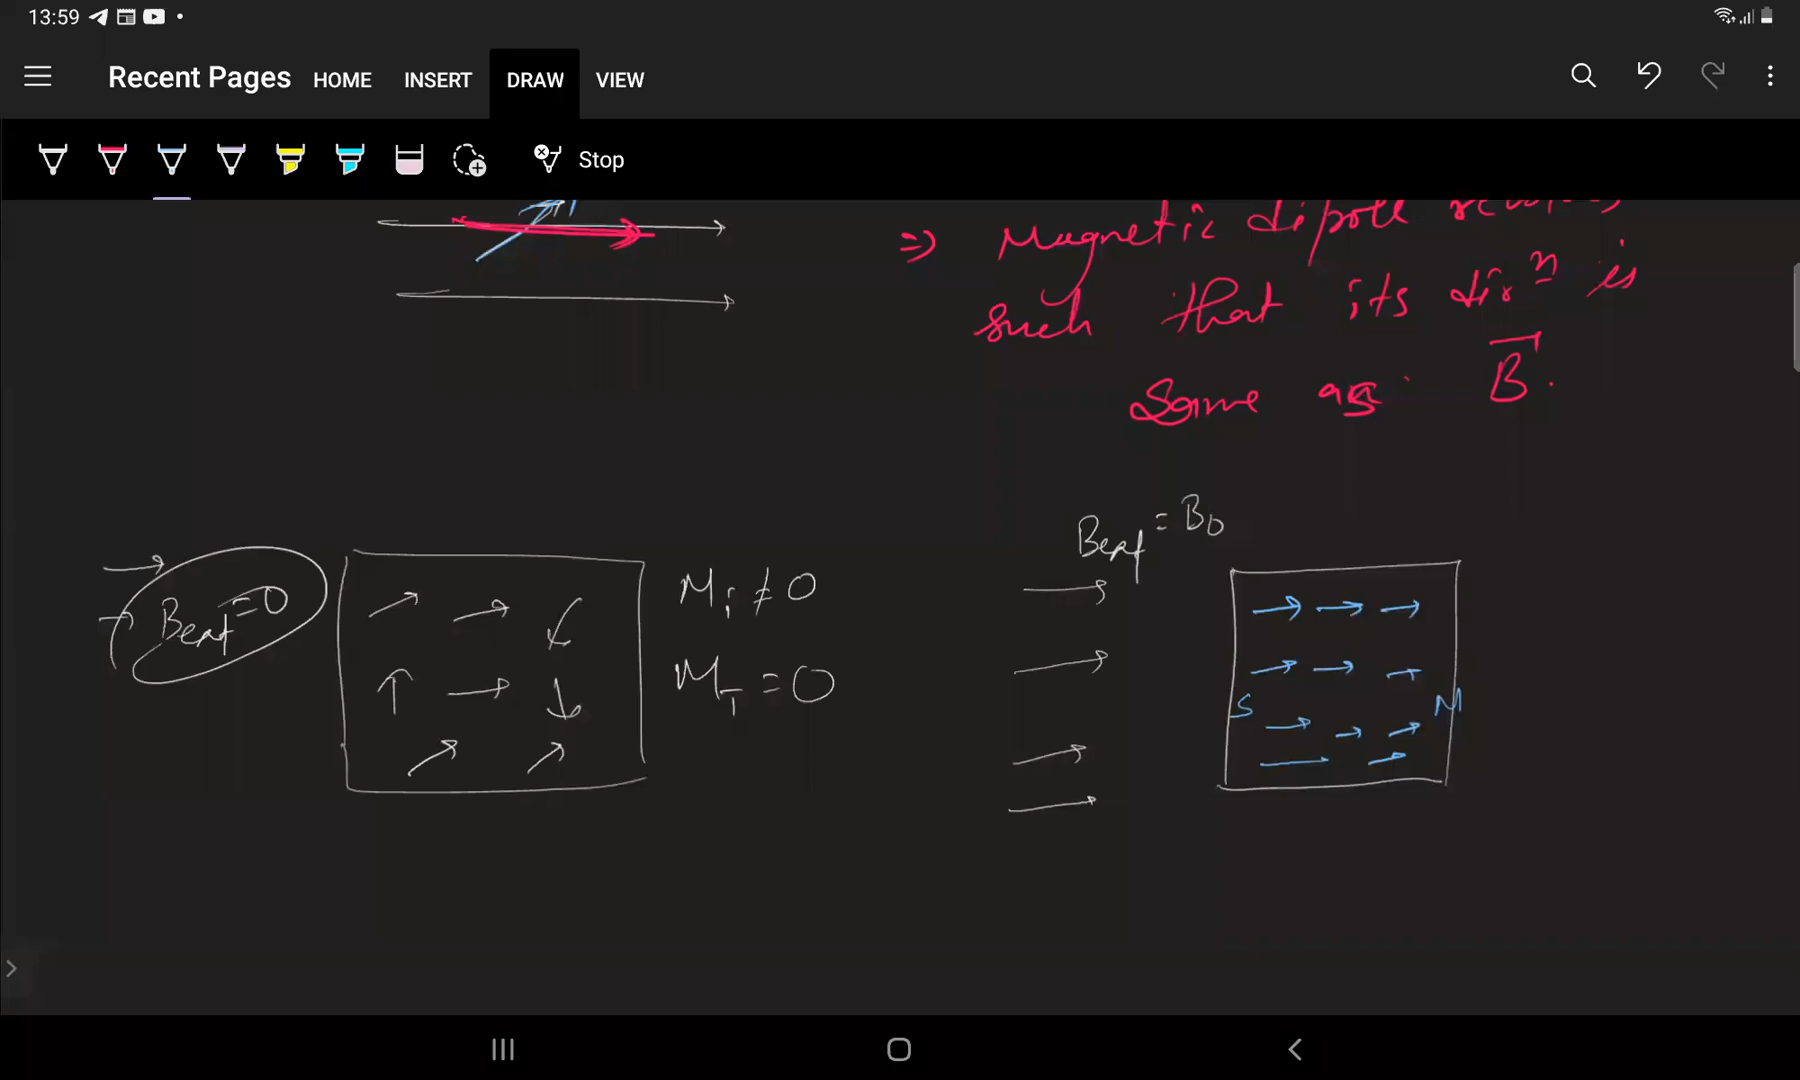 13:59
Recent Pages HOME INSERT DRAW VIEW
Stop
=> Magnetic dipole
such that its dirⁿ is
Same as B.
Bext = 0
Mi ≠ 0
MT = 0
Bext = B0
S N